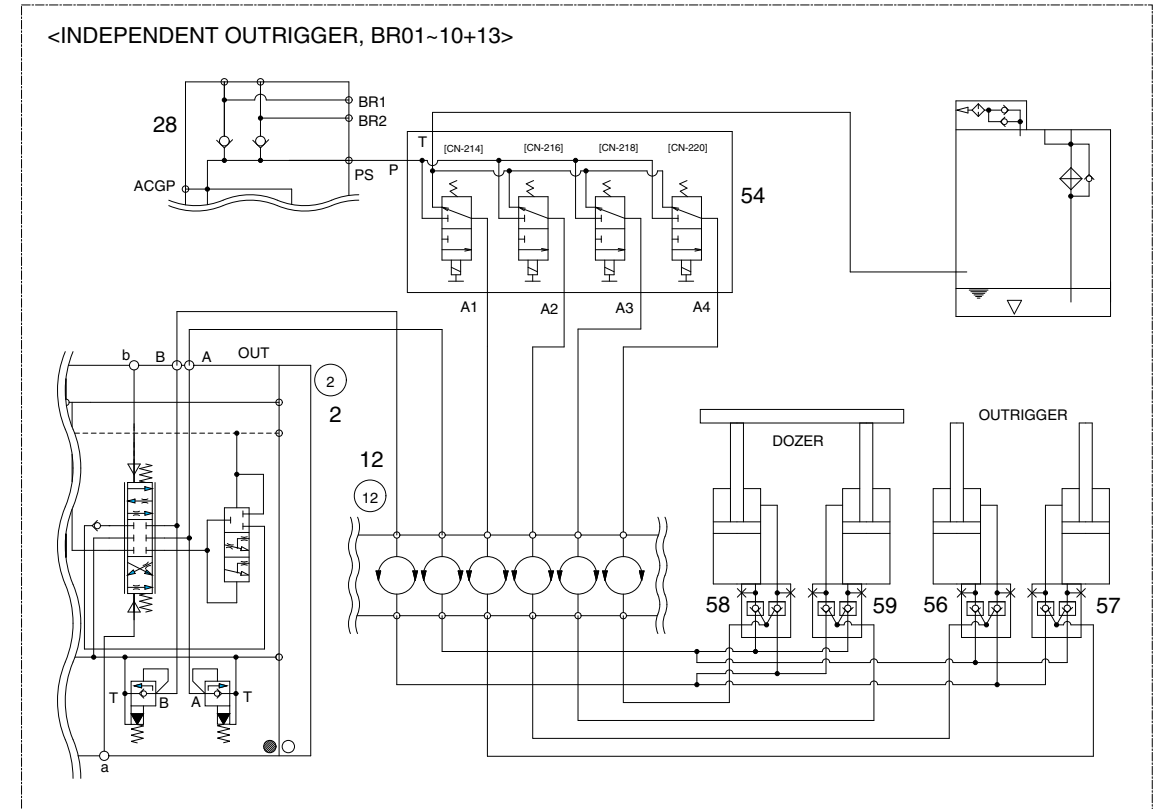 <INDEPENDENT OUTRIGGER, BR01~10+13>
28
BR1
BR2
PS
ACGP
P
T
[CN-214]
[CN-216]
[CN-218]
[CN-220]
54
A1
A2
A3
A4
b
B
A
OUT
2
2
12
12
DOZER
OUTRIGGER
58
59
56
57
T
B
A
T
a